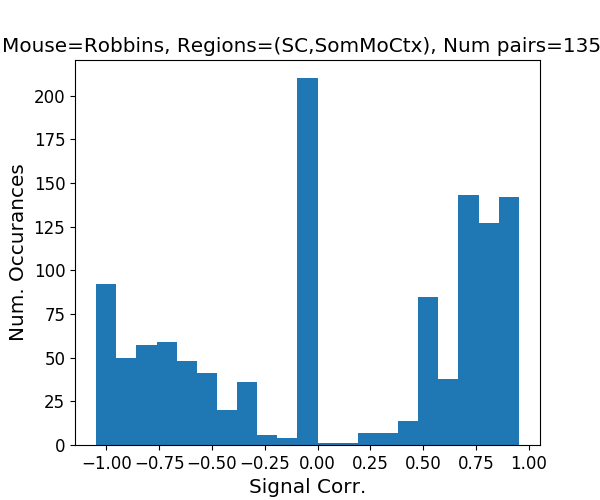 Mouse=Robbins, Regions=(SC,SomMoCtx), Num pairs=135
Num. Occurances
200
175
150
125
100
75
50
25
0
−1.00 −0.75 −0.50 −0.25 0.00 0.25 0.50 0.75 1.00
Signal Corr.